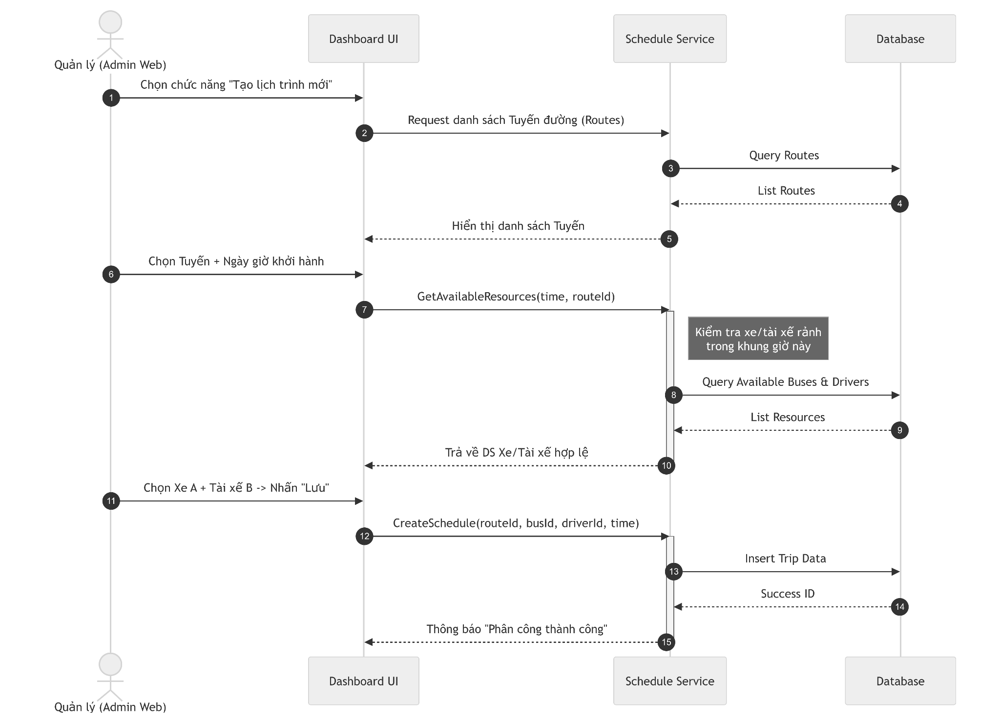 Quản lý (Admin Web)
Dashboard UI
Schedule Service
Database
Chọn chức năng "Tạo lịch trình mới"
1
Request danh sách Tuyến đường (Routes)
2
Query Routes
3
List Routes
4
Hiển thị danh sách Tuyến
5
Chọn Tuyến + Ngày giờ khởi hành
6
GetAvailableResources(time, routeId)
7
Kiểm tra xe/tài xế rảnh
trong khung giờ này
Query Available Buses & Drivers
8
List Resources
9
Trả về DS Xe/Tài xế hợp lệ
10
Chọn Xe A + Tài xế B -> Nhấn "Lưu"
11
CreateSchedule(routeId, busId, driverId, time)
12
Insert Trip Data
13
Success ID
14
Thông báo "Phân công thành công"
15
Quản lý (Admin Web)
Dashboard UI
Schedule Service
Database